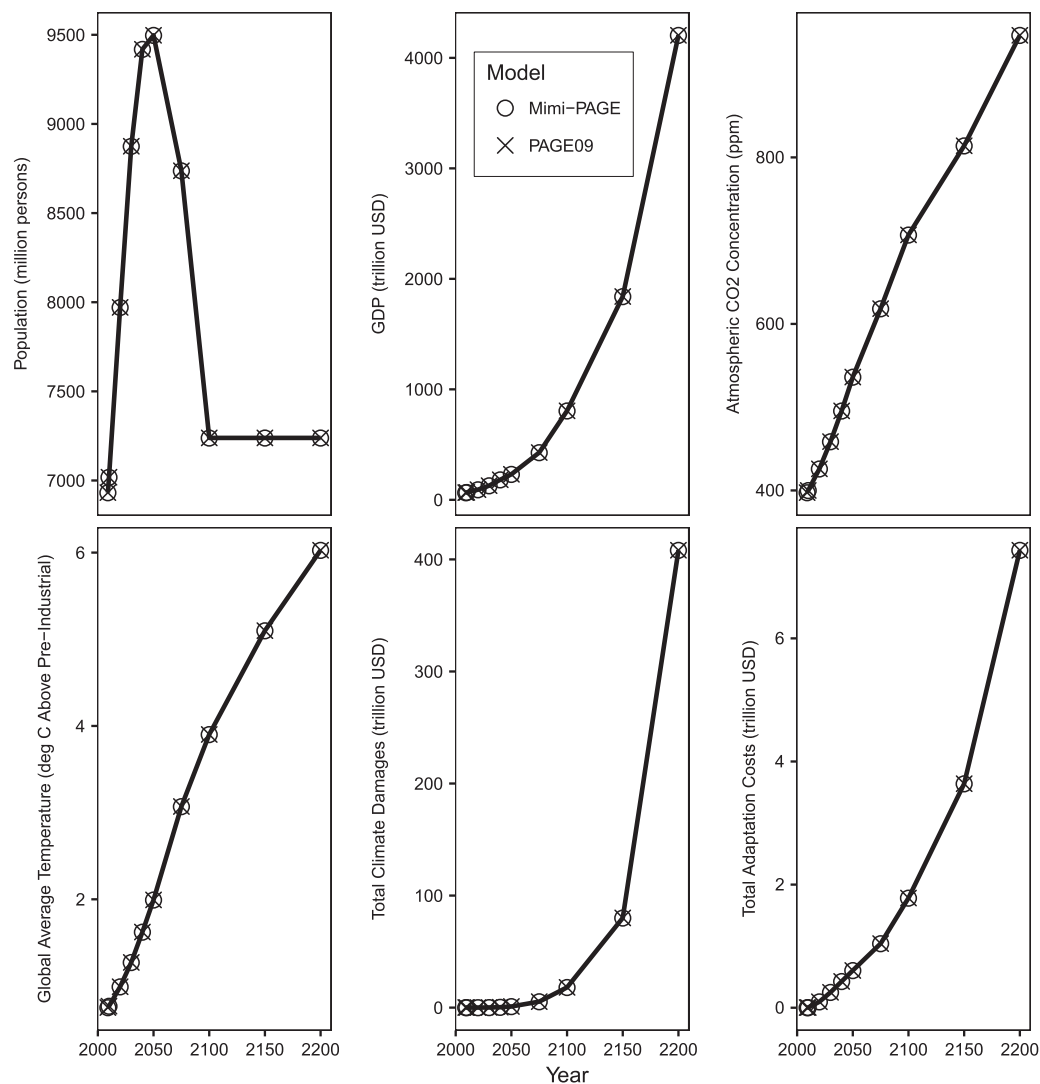 Population (million persons)
9500
9000
8500
8000
7500
7000
GDP (trillion USD)
4000
3000
2000
1000
0
Model
Mimi−PAGE
PAGE09
Atmospheric CO2 Concentration (ppm)
800
600
400
Global Average Temperature (deg C Above Pre−Industrial)
6
4
2
2000 2050 2100 2150 2200
Total Climate Damages (trillion USD)
400
300
200
100
0
2000 2050 2100 2150 2200
Total Adaptation Costs (trillion USD)
6
4
2
0
2000 2050 2100 2150 2200
Year